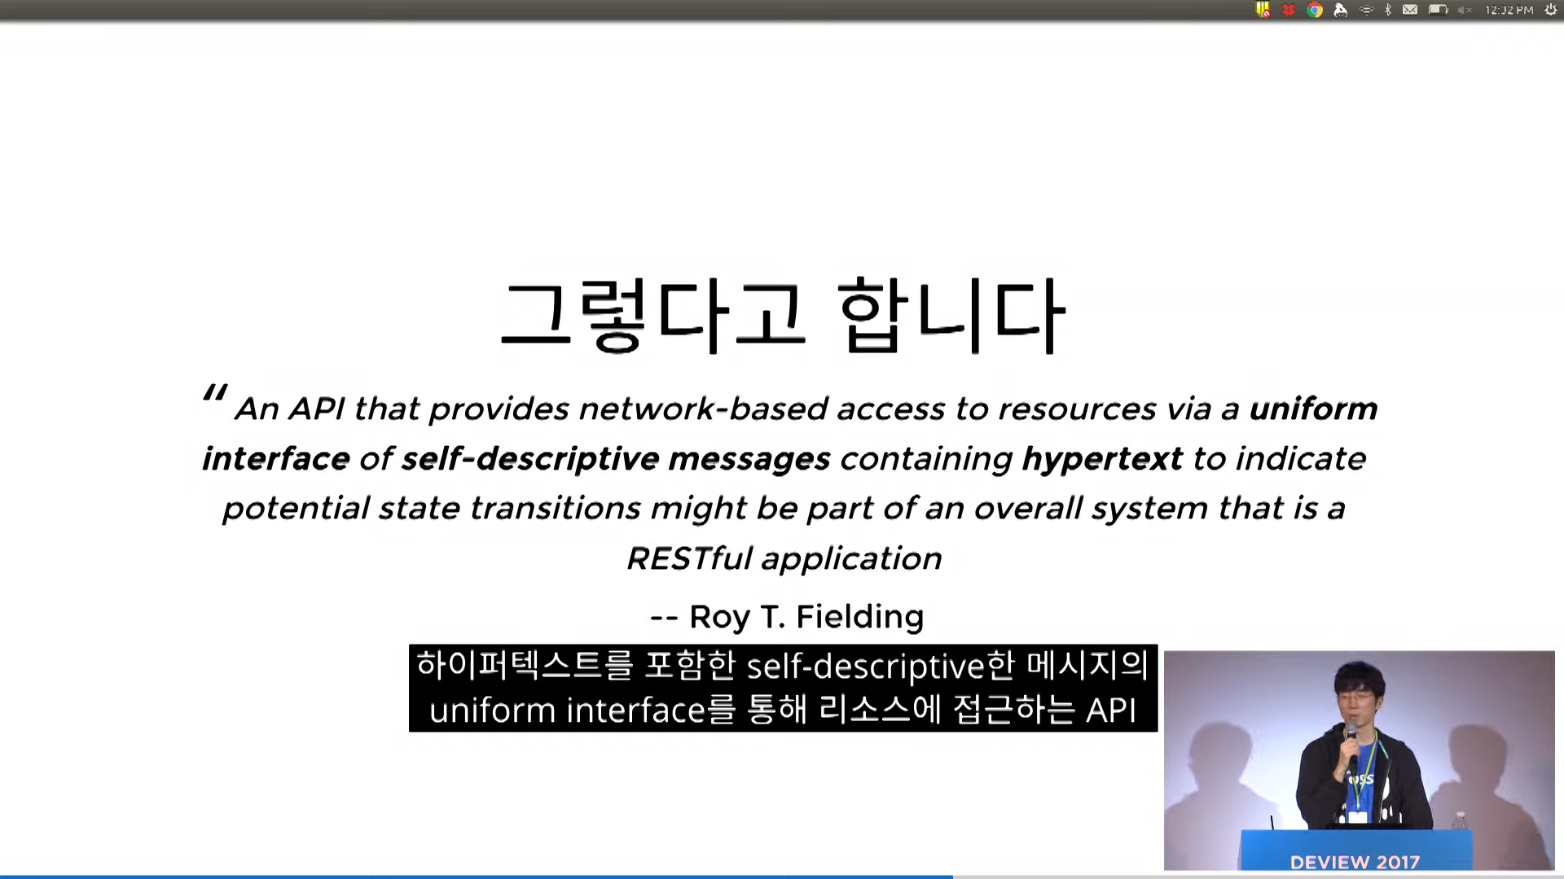 12:32 PM
그렇다고 합니다
“ An API that provides network-based access to resources via a uniform
interface of self-descriptive messages containing hypertext to indicate
potential state transitions might be part of an overall system that is a
RESTful application
-- Roy T. Fielding
하이퍼텍스트를 포함한 self-descriptive한 메시지의
uniform interface를 통해 리소스에 접근하는 API
DEVIEW 2017